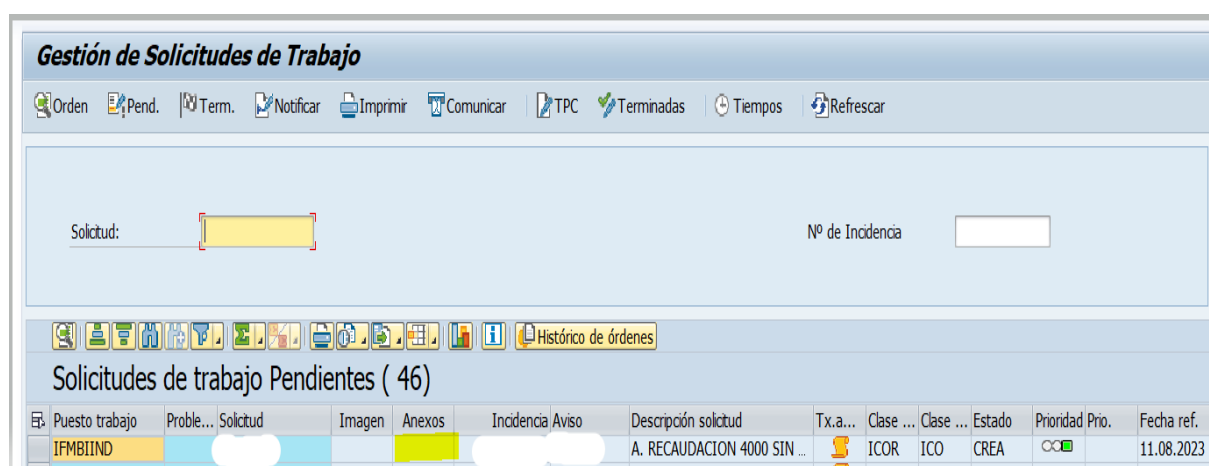 Gestión de Solicitudes de Trabajo
Orden Pend. Term. Notificar Imprimir Comunicar TPC Terminadas Tiempos Refrescar
Solicitud: Nº de Incidencia
Histórico de órdenes
Solicitudes de trabajo Pendientes ( 46)
Puesto trabajo Proble... Solicitud Imagen Anexos Incidencia Aviso Descripción solicitud Tx.a... Clase ... Clase ... Estado Prioridad Prio. Fecha ref.
IFMBIIND A. RECAUDACION 4000 SIN ... ICOR ICO CREA 11.08.2023